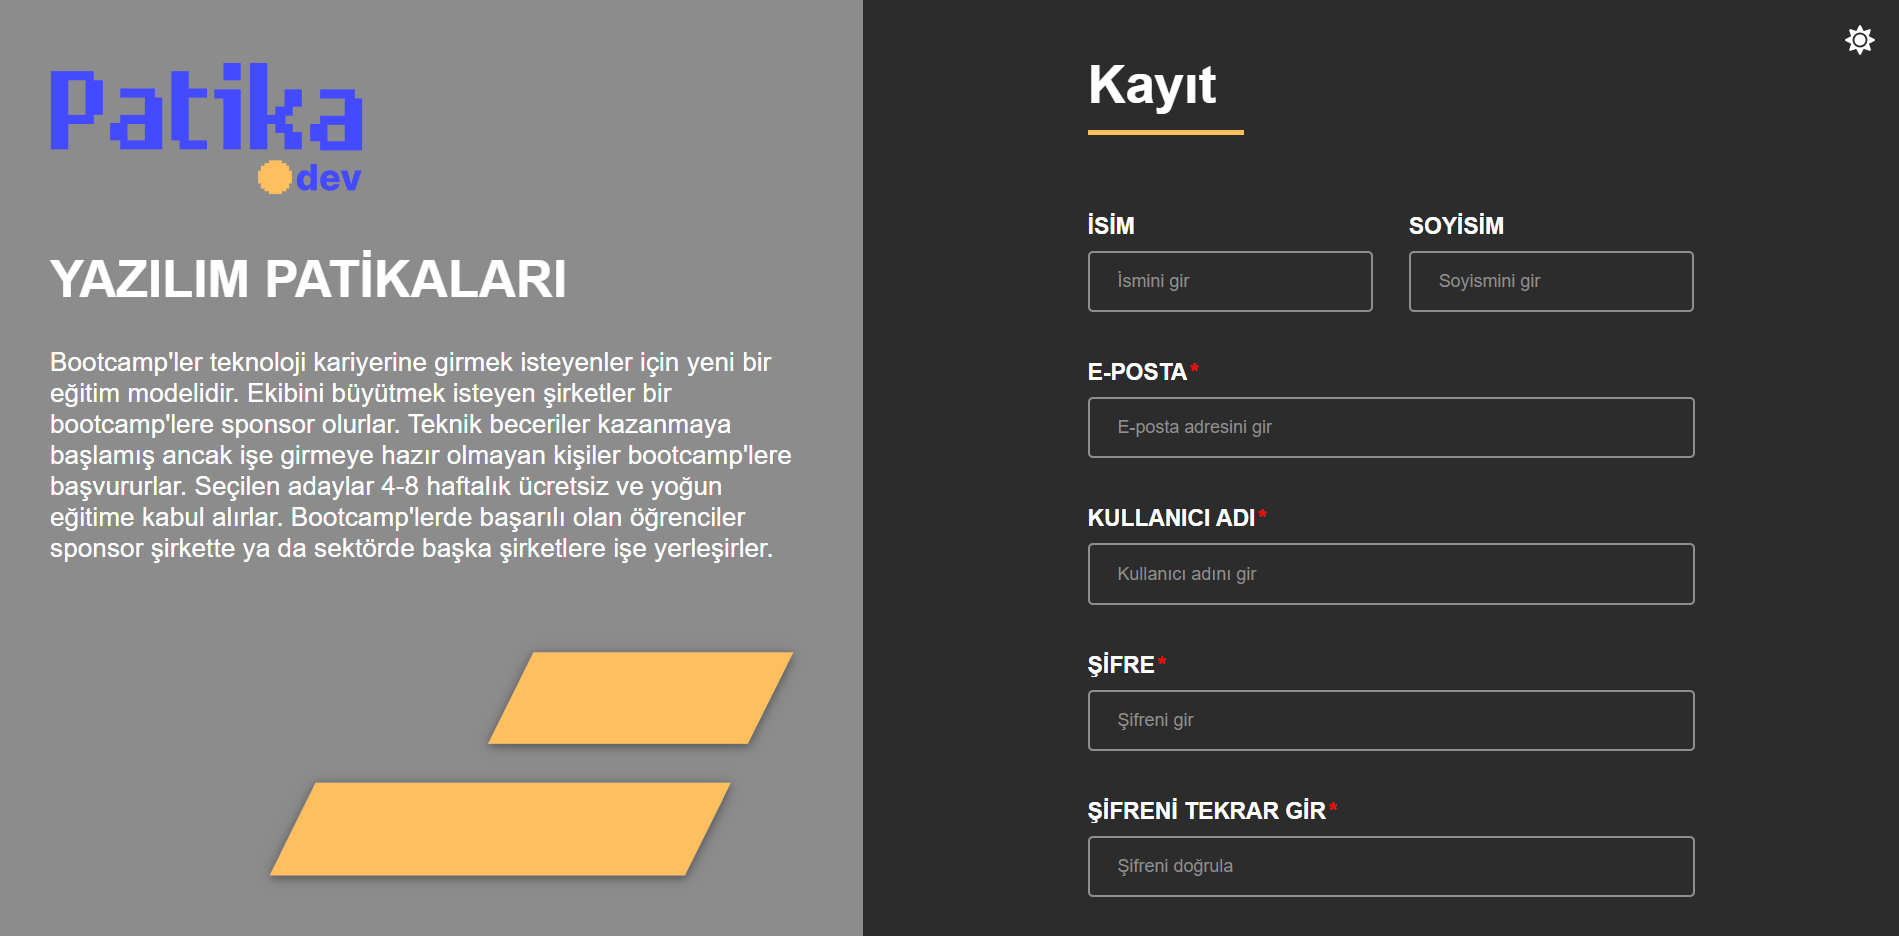 Patika
dev
YAZILIM PATİKALARI
Bootcamp'ler teknoloji kariyerine girmek isteyenler için yeni bir
eğitim modelidir. Ekibini büyütmek isteyen şirketler bir
bootcamp'lere sponsor olurlar. Teknik beceriler kazanmaya
başlamış ancak işe girmeye hazır olmayan kişiler bootcamp'lere
başvururlar. Seçilen adaylar 4-8 haftalık ücretsiz ve yoğun
eğitime kabul alırlar. Bootcamp'lerde başarılı olan öğrenciler
sponsor şirkette ya da sektörde başka şirketlere işe yerleşirler.
Kayıt
İSİM
İsmini gir
SOYİSİM
Soyismini gir
E-POSTA*
E-posta adresini gir
KULLANICI ADI*
Kullanıcı adını gir
ŞİFRE*
Şifreni gir
ŞİFRENİ TEKRAR GİR*
Şifreni doğrula